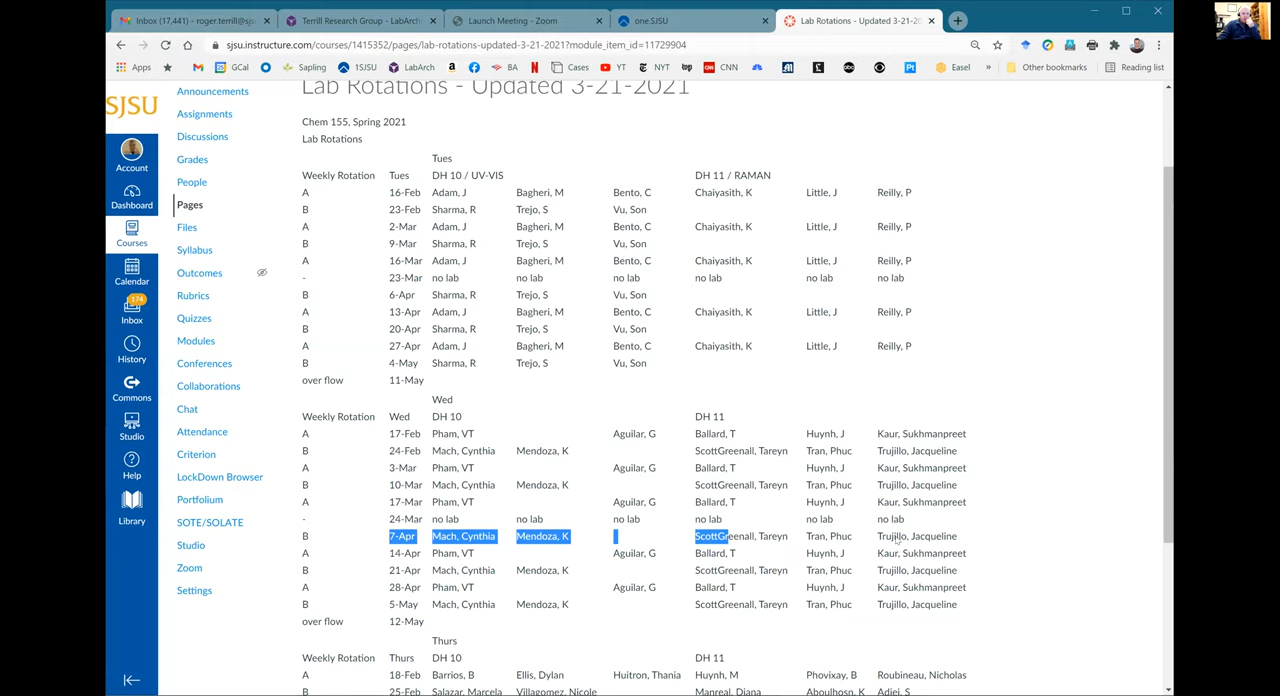 Inbox (17,441) - roger.terrill@sjs
Terrill Research Group - LabArch
Launch Meeting - Zoom
one.SJSU
Lab Rotations - Updated 3-21-20
sjsu.instructure.com/courses/1415352/pages/lab-rotations-updated-3-21-2021?module_item_id=11729904
Apps GCal Sapling 1SJSU LabArch BA Cases YT NYT CNN Easel » Other bookmarks Reading list
SJSU
Account
Dashboard
Courses
Calendar
174
Inbox
History
Commons
Studio
Help
Library
Announcements
Assignments
Discussions
Grades
People
Pages
Files
Syllabus
Outcomes
Rubrics
Quizzes
Modules
Conferences
Collaborations
Chat
Attendance
Criterion
LockDown Browser
Portfolium
SOTE/SOLATE
Studio
Zoom
Settings
Lab Rotations - Updated 3-21-2021
Chem 155, Spring 2021
Lab Rotations
Tues
Weekly Rotation Tues DH 10 / UV-VIS DH 11 / RAMAN
A 16-Feb Adam, J Bagheri, M Bento, C Chaiyasith, K Little, J Reilly, P
B 23-Feb Sharma, R Trejo, S Vu, Son
A 2-Mar Adam, J Bagheri, M Bento, C Chaiyasith, K Little, J Reilly, P
B 9-Mar Sharma, R Trejo, S Vu, Son
A 16-Mar Adam, J Bagheri, M Bento, C Chaiyasith, K Little, J Reilly, P
- 23-Mar no lab no lab no lab no lab no lab no lab
B 6-Apr Sharma, R Trejo, S Vu, Son
A 13-Apr Adam, J Bagheri, M Bento, C Chaiyasith, K Little, J Reilly, P
B 20-Apr Sharma, R Trejo, S Vu, Son
A 27-Apr Adam, J Bagheri, M Bento, C Chaiyasith, K Little, J Reilly, P
B 4-May Sharma, R Trejo, S Vu, Son
over flow 11-May
Wed
Weekly Rotation Wed DH 10 DH 11
A 17-Feb Pham, VT Aguilar, G Ballard, T Huynh, J Kaur, Sukhmanpreet
B 24-Feb Mach, Cynthia Mendoza, K ScottGreenall, Tareyn Tran, Phuc Trujillo, Jacqueline
A 3-Mar Pham, VT Aguilar, G Ballard, T Huynh, J Kaur, Sukhmanpreet
B 10-Mar Mach, Cynthia Mendoza, K ScottGreenall, Tareyn Tran, Phuc Trujillo, Jacqueline
A 17-Mar Pham, VT Aguilar, G Ballard, T Huynh, J Kaur, Sukhmanpreet
- 24-Mar no lab no lab no lab no lab no lab no lab
B 7-Apr Mach, Cynthia Mendoza, K ScottGreenall, Tareyn Tran, Phuc Trujillo, Jacqueline
A 14-Apr Pham, VT Aguilar, G Ballard, T Huynh, J Kaur, Sukhmanpreet
B 21-Apr Mach, Cynthia Mendoza, K ScottGreenall, Tareyn Tran, Phuc Trujillo, Jacqueline
A 28-Apr Pham, VT Aguilar, G Ballard, T Huynh, J Kaur, Sukhmanpreet
B 5-May Mach, Cynthia Mendoza, K ScottGreenall, Tareyn Tran, Phuc Trujillo, Jacqueline
over flow 12-May
Thurs
Weekly Rotation Thurs DH 10 DH 11
A 18-Feb Barrios, B Ellis, Dylan Huitron, Thania Huynh, M Phovixay, B Roubineau, Nicholas
B 25-Feb Salazar, Marcela Villagomez, Nicole Manreal, Diana Aboulhosn, K Adjei, S